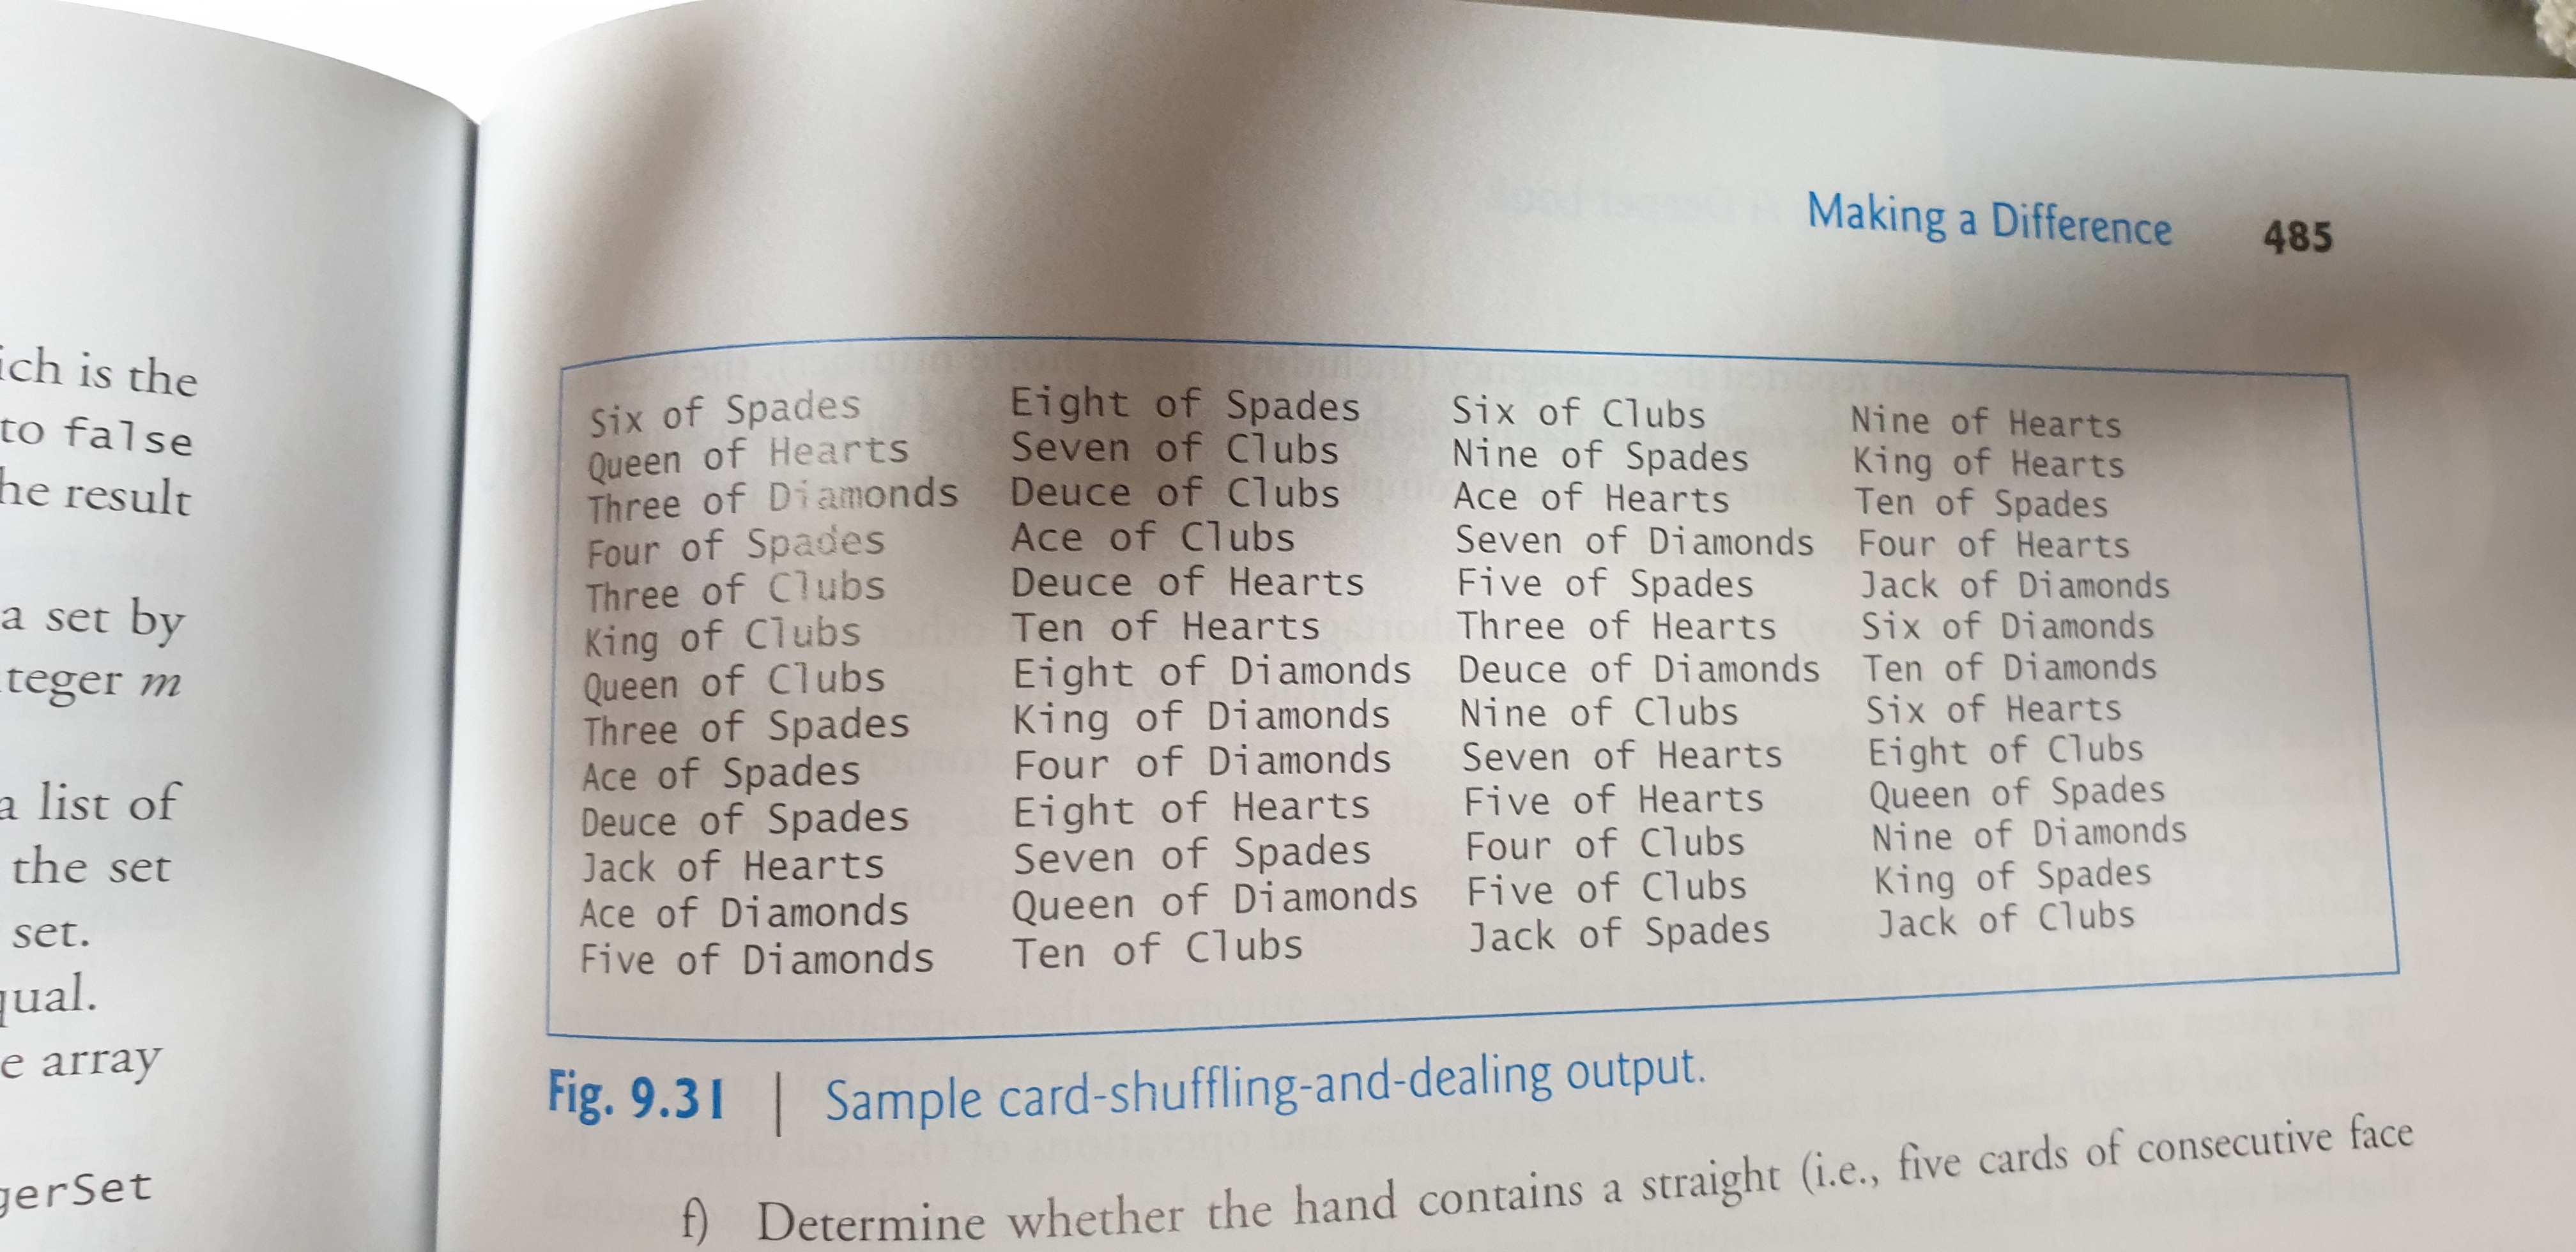 ich is the
to false
he result
a set by
teger m
a list of
the set
set.
qual.
e array
gerSet
Making a Difference 485
Six of Spades Eight of Spades Six of Clubs Nine of Hearts
Queen of Hearts Seven of Clubs Nine of Spades King of Hearts
Three of Diamonds Deuce of Clubs Ace of Hearts Ten of Spades
Four of Spades Ace of Clubs Seven of Diamonds Four of Hearts
Three of Clubs Deuce of Hearts Five of Spades Jack of Diamonds
King of Clubs Ten of Hearts Three of Hearts Six of Diamonds
Queen of Clubs Eight of Diamonds Deuce of Diamonds Ten of Diamonds
Three of Spades King of Diamonds Nine of Clubs Six of Hearts
Ace of Spades Four of Diamonds Seven of Hearts Eight of Clubs
Deuce of Spades Eight of Hearts Five of Hearts Queen of Spades
Jack of Hearts Seven of Spades Four of Clubs Nine of Diamonds
Ace of Diamonds Queen of Diamonds Five of Clubs King of Spades
Five of Diamonds Ten of Clubs Jack of Spades Jack of Clubs
Fig. 9.31 | Sample card-shuffling-and-dealing output.
f) Determine whether the hand contains a straight (i.e., five cards of consecutive face